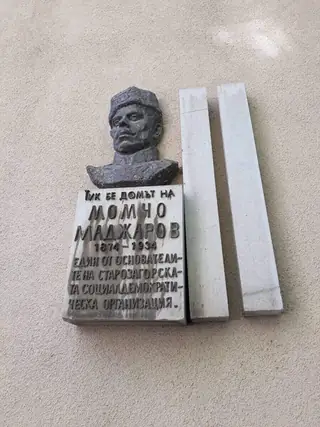 Тук бе домът на
МОМЧО
МАДЖАРОВ
1874–1934
ЕДИН ОТ ОСНОВАТЕЛИ-
ТЕ НА СТАРОЗАГОРСКА-
ТА СОЦИАЛДЕМОКРАТИ-
ЧЕСКА ОРГАНИЗАЦИЯ.